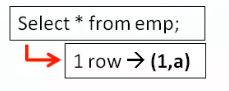 Select * from emp;
1 row → (1,a)